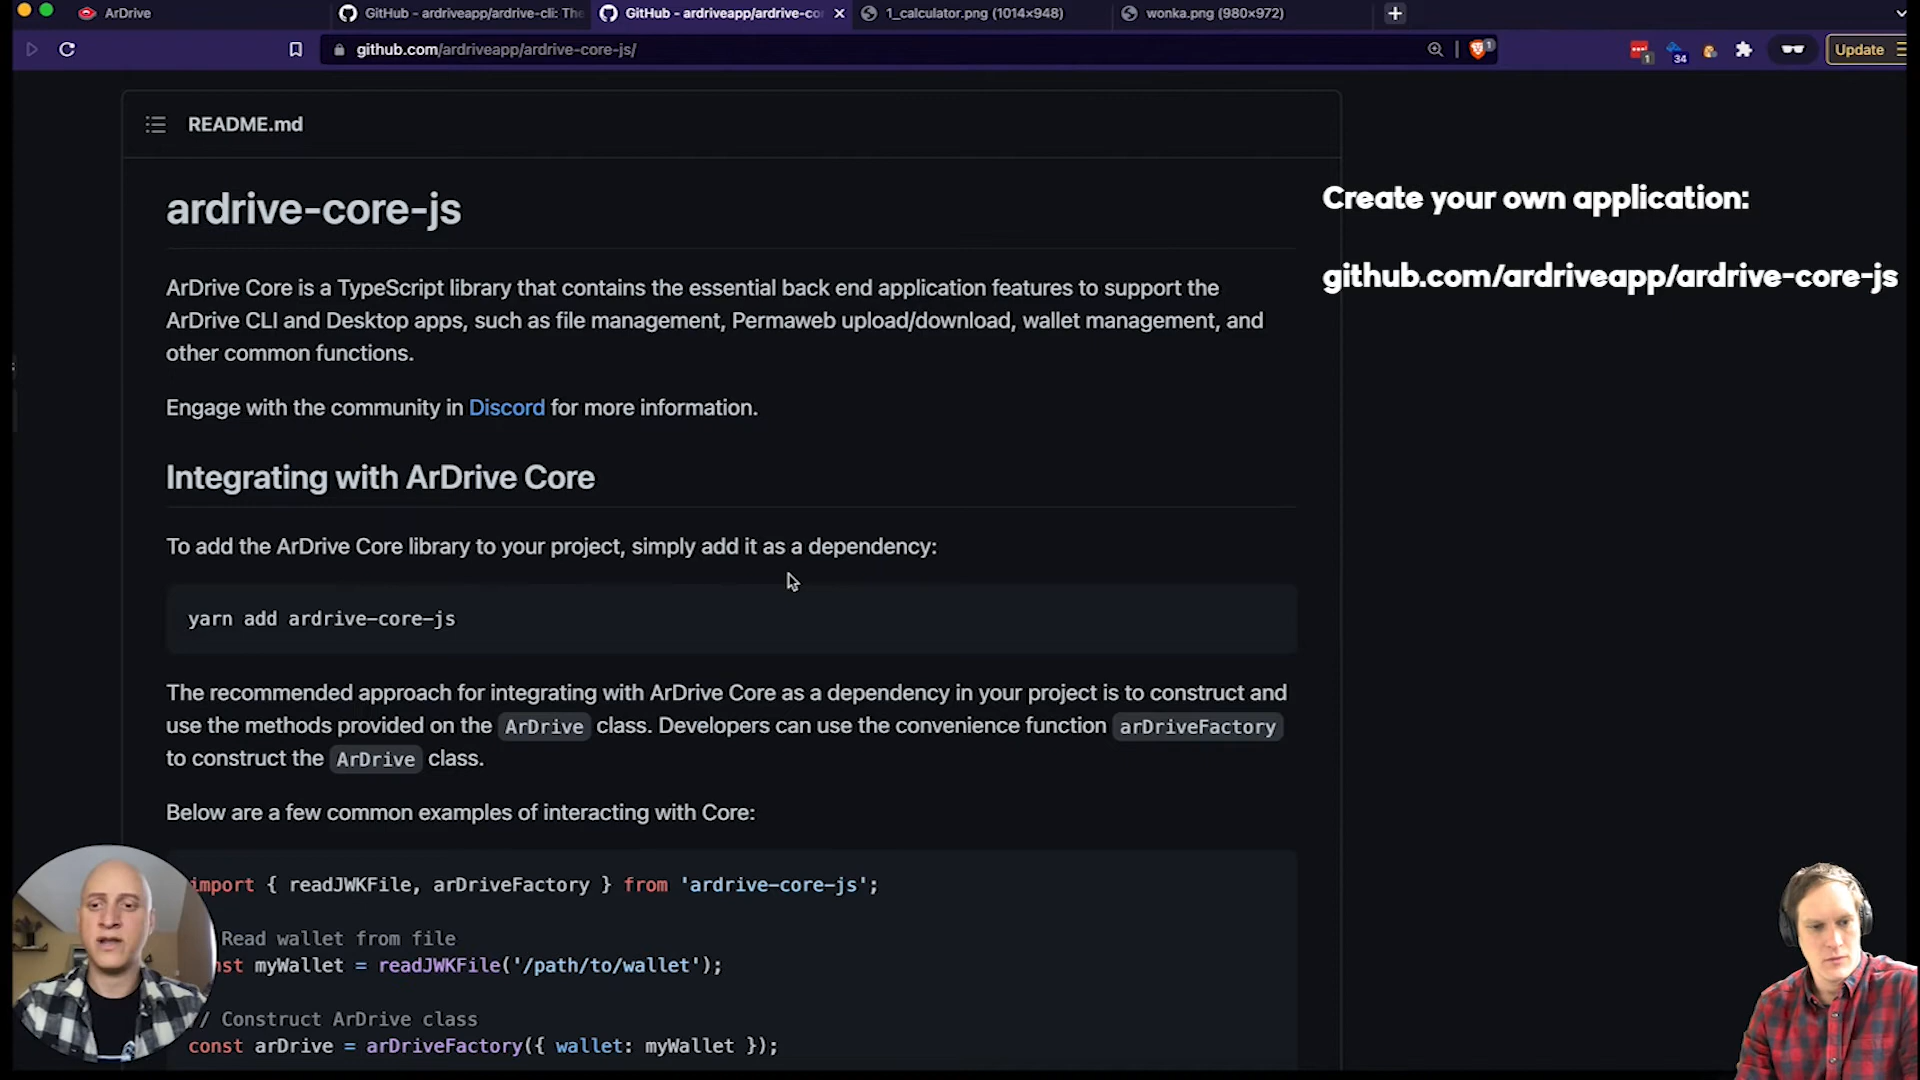 ArDrive
GitHub - ardriveapp/ardrive-cli: The
GitHub - ardriveapp/ardrive-co
1_calculator.png (1014×948)
wonka.png (980×972)
github.com/ardriveapp/ardrive-core-js/
1
1
34
Update
README.md
ardrive-core-js
Create your own application:
github.com/ardriveapp/ardrive-core-js
ArDrive Core is a TypeScript library that contains the essential back end application features to support the
ArDrive CLI and Desktop apps, such as file management, Permaweb upload/download, wallet management, and
other common functions.
Engage with the community in Discord for more information.
Integrating with ArDrive Core
To add the ArDrive Core library to your project, simply add it as a dependency:
yarn add ardrive-core-js
The recommended approach for integrating with ArDrive Core as a dependency in your project is to construct and
use the methods provided on the ArDrive class. Developers can use the convenience function arDriveFactory
to construct the ArDrive class.
Below are a few common examples of interacting with Core:
import { readJWKFile, arDriveFactory } from 'ardrive-core-js';
Read wallet from file
nst myWallet = readJWKFile('/path/to/wallet');
// Construct ArDrive class
const arDrive = arDriveFactory({ wallet: myWallet });